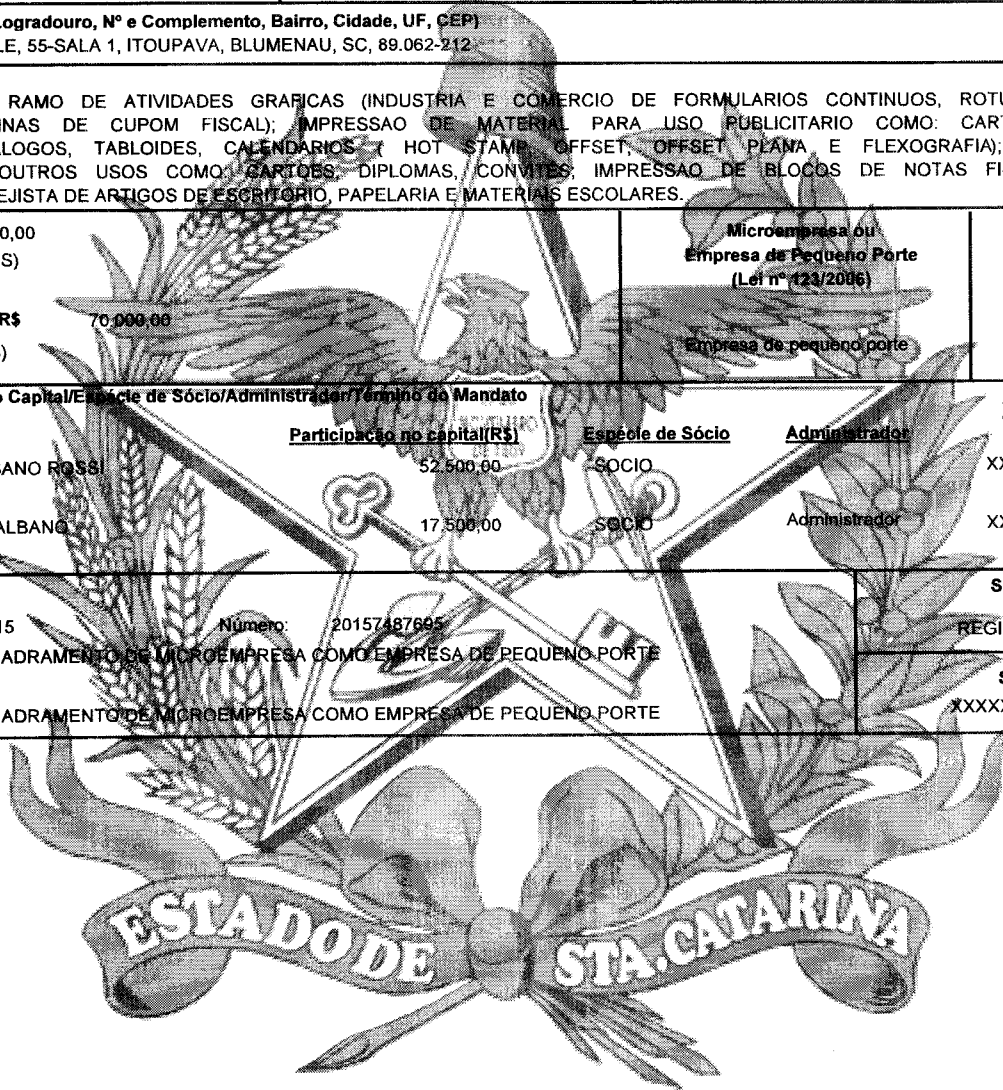 Logradouro, Nº e Complemento, Bairro, Cidade, UF, CEP)
LE, 55-SALA 1, ITOUPAVA, BLUMENAU, SC, 89.062-212
RAMO DE ATIVIDADES GRAFICAS (INDUSTRIA E COMERCIO DE FORMULARIOS CONTINUOS, ROTU
INAS DE CUPOM FISCAL); IMPRESSAO DE MATERIAL PARA USO PUBLICITARIO COMO: CART
LOGOS, TABLOIDES, CALENDARIOS ( HOT STAMP, OFFSET, OFFSET PLANA E FLEXOGRAFIA);
OUTROS USOS COMO: CARTOES, DIPLOMAS, CONVITES; IMPRESSAO DE BLOCOS DE NOTAS FI
EJISTA DE ARTIGOS DE ESCRITORIO, PAPELARIA E MATERIAIS ESCOLARES.
0,00
S)
Microempresa ou
Empresa de Pequeno Porte
(Lei nº 123/2006)
R$ 70.000,00
)
Empresa de pequeno porte
o Capital/Espécie de Sócio/Administrador/Término do Mandato
Participação no capital(R$) Espécie de Sócio Administrador
BANO ROSSI 52.500,00 SOCIO XX
ALBANO 17.500,00 SOCIO Administrador XX
S
15 Número: 20157487695
REGI
ADRAMENTO DE MICROEMPRESA COMO EMPRESA DE PEQUENO PORTE
S
ADRAMENTO DE MICROEMPRESA COMO EMPRESA DE PEQUENO PORTE
XXXXX
ESTADO DE STA. CATARINA